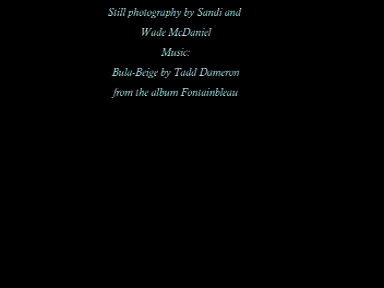 Still photography by Sandi and
Wade McDaniel
Music:
Bula-Beige by Tadd Dameron
from the album Fontainbleau